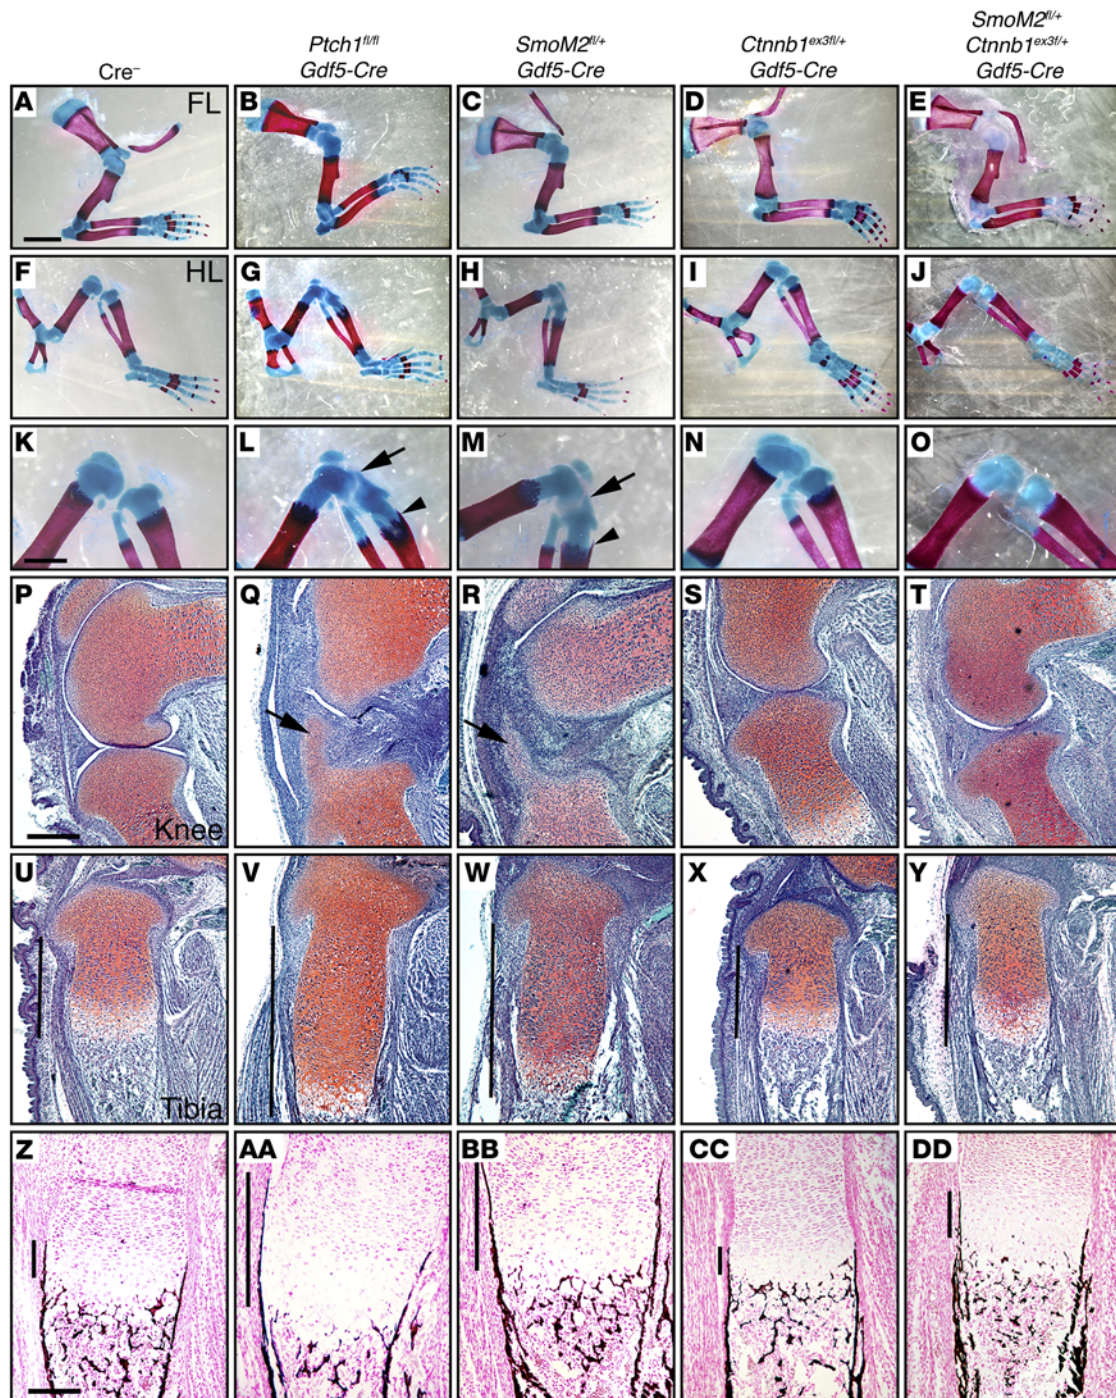 SmoM2fl/+
Ptch1fl/fl SmoM2fl/+ Ctnnb1ex3fl/+ Ctnnb1ex3f/+
Cre– Gdf5-Cre Gdf5-Cre Gdf5-Cre Gdf5-Cre
A FL B C D E
F HL G H I J
K L M N O
P Q R S T
Knee
U V W X Y
Tibia
Z AA BB CC DD